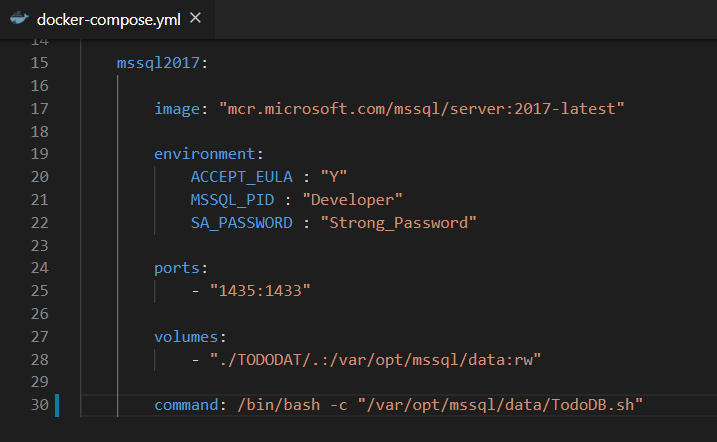 docker-compose.yml ×
14
15 mssql2017:
16
17 image: "mcr.microsoft.com/mssql/server:2017-latest"
18
19 environment:
20 ACCEPT_EULA : "Y"
21 MSSQL_PID : "Developer"
22 SA_PASSWORD : "Strong_Password"
23
24 ports:
25 - "1435:1433"
26
27 volumes:
28 - "./TODODAT/.:/var/opt/mssql/data:rw"
29
30 command: /bin/bash -c "/var/opt/mssql/data/TodoDB.sh"